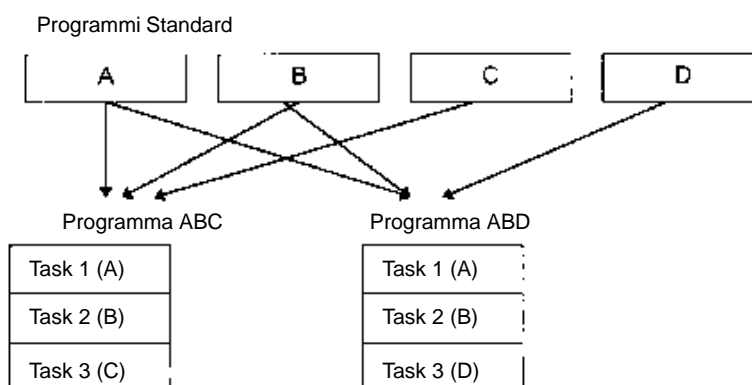 Programmi Standard
A B C D
Programma ABC Programma ABD
Task 1 (A) Task 1 (A)
Task 2 (B) Task 2 (B)
Task 3 (C) Task 3 (D)